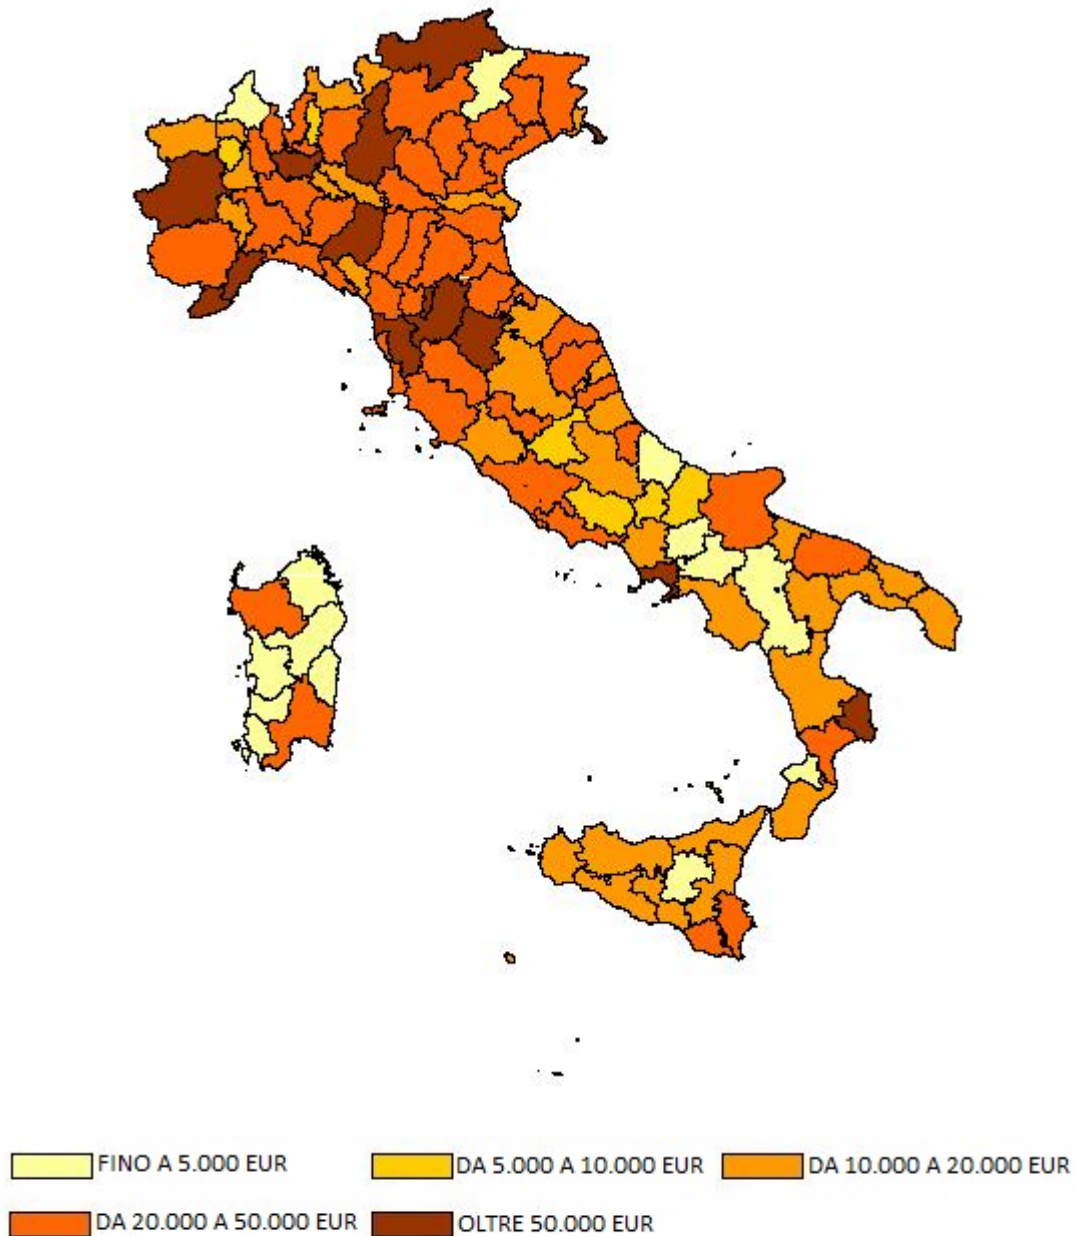 FINO A 5.000 EUR
DA 5.000 A 10.000 EUR
DA 10.000 A 20.000 EUR
DA 20.000 A 50.000 EUR
OLTRE 50.000 EUR